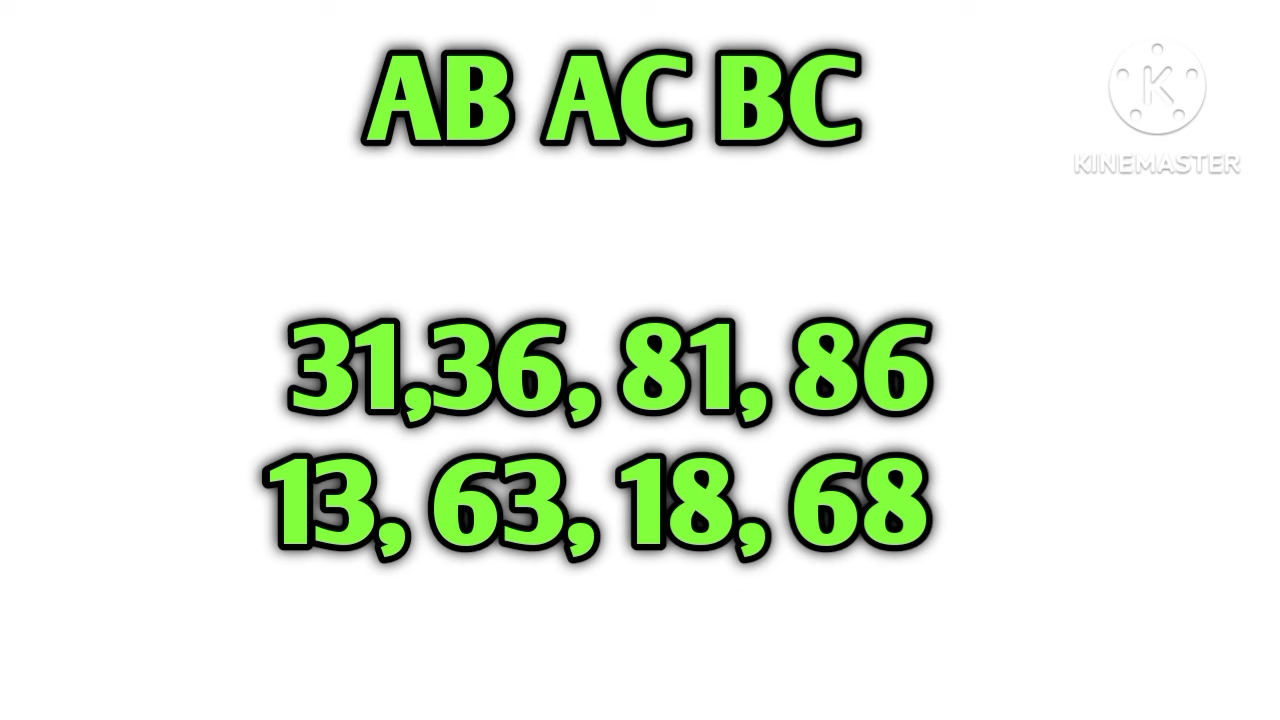 AB AC BC
KINEMASTER
31,36, 81, 86
13, 63, 18, 68